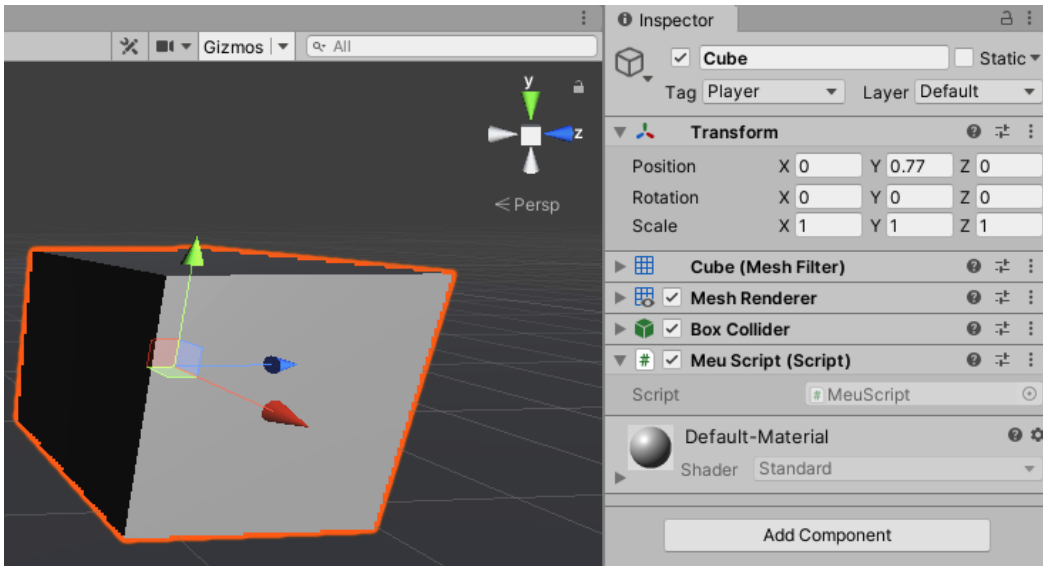 Gizmos
All
y
z
Persp
Inspector
Cube
Static
Tag Player Layer Default
Transform
Position X 0 Y 0.77 Z 0
Rotation X 0 Y 0 Z 0
Scale X 1 Y 1 Z 1
Cube (Mesh Filter)
Mesh Renderer
Box Collider
# Meu Script (Script)
Script # MeuScript
Default-Material
Shader Standard
Add Component